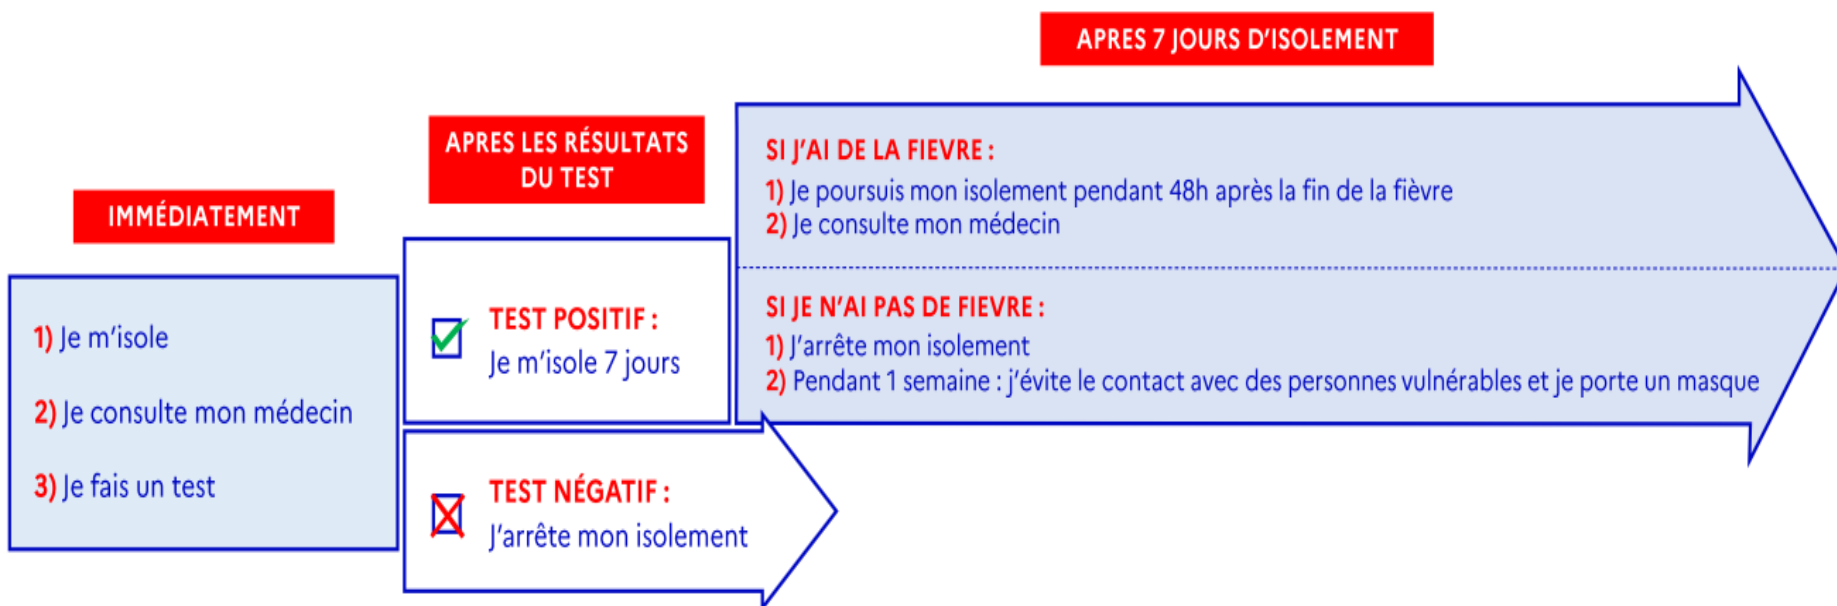 IMMÉDIATEMENT
1) Je m'isole
2) Je consulte mon médecin
3) Je fais un test
APRES LES RÉSULTATS
DU TEST
TEST POSITIF :
Je m'isole 7 jours
TEST NÉGATIF :
J'arrête mon isolement
APRES 7 JOURS D'ISOLEMENT
SI J'AI DE LA FIEVRE :
1) Je poursuis mon isolement pendant 48h après la fin de la fièvre
2) Je consulte mon médecin
SI JE N'AI PAS DE FIEVRE :
1) J'arrête mon isolement
2) Pendant 1 semaine : j'évite le contact avec des personnes vulnérables et je porte un masque